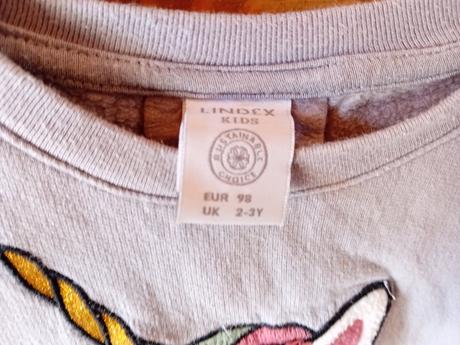 LINDEX
KIDS
SUSTAINABLE
CHOICE
EUR 98
UK 2-3Y